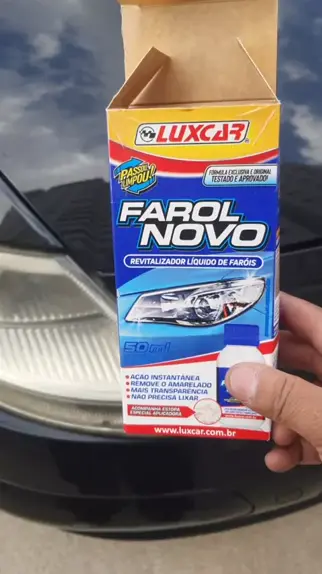 LUXCAR
PASSOU LIMPOU!
FÓRMULA EXCLUSIVA E ORIGINAL
TESTADO E APROVADO!
FAROL
NOVO
REVITALIZADOR LÍQUIDO DE FARÓIS
50ml
• AÇÃO INSTANTÂNEA
• REMOVE O AMARELADO
• MAIS TRANSPARÊNCIA
• NÃO PRECISA LIXAR
ACOMPANHA ESTOPA
ESPECIAL APLICADORA
www.luxcar.com.br